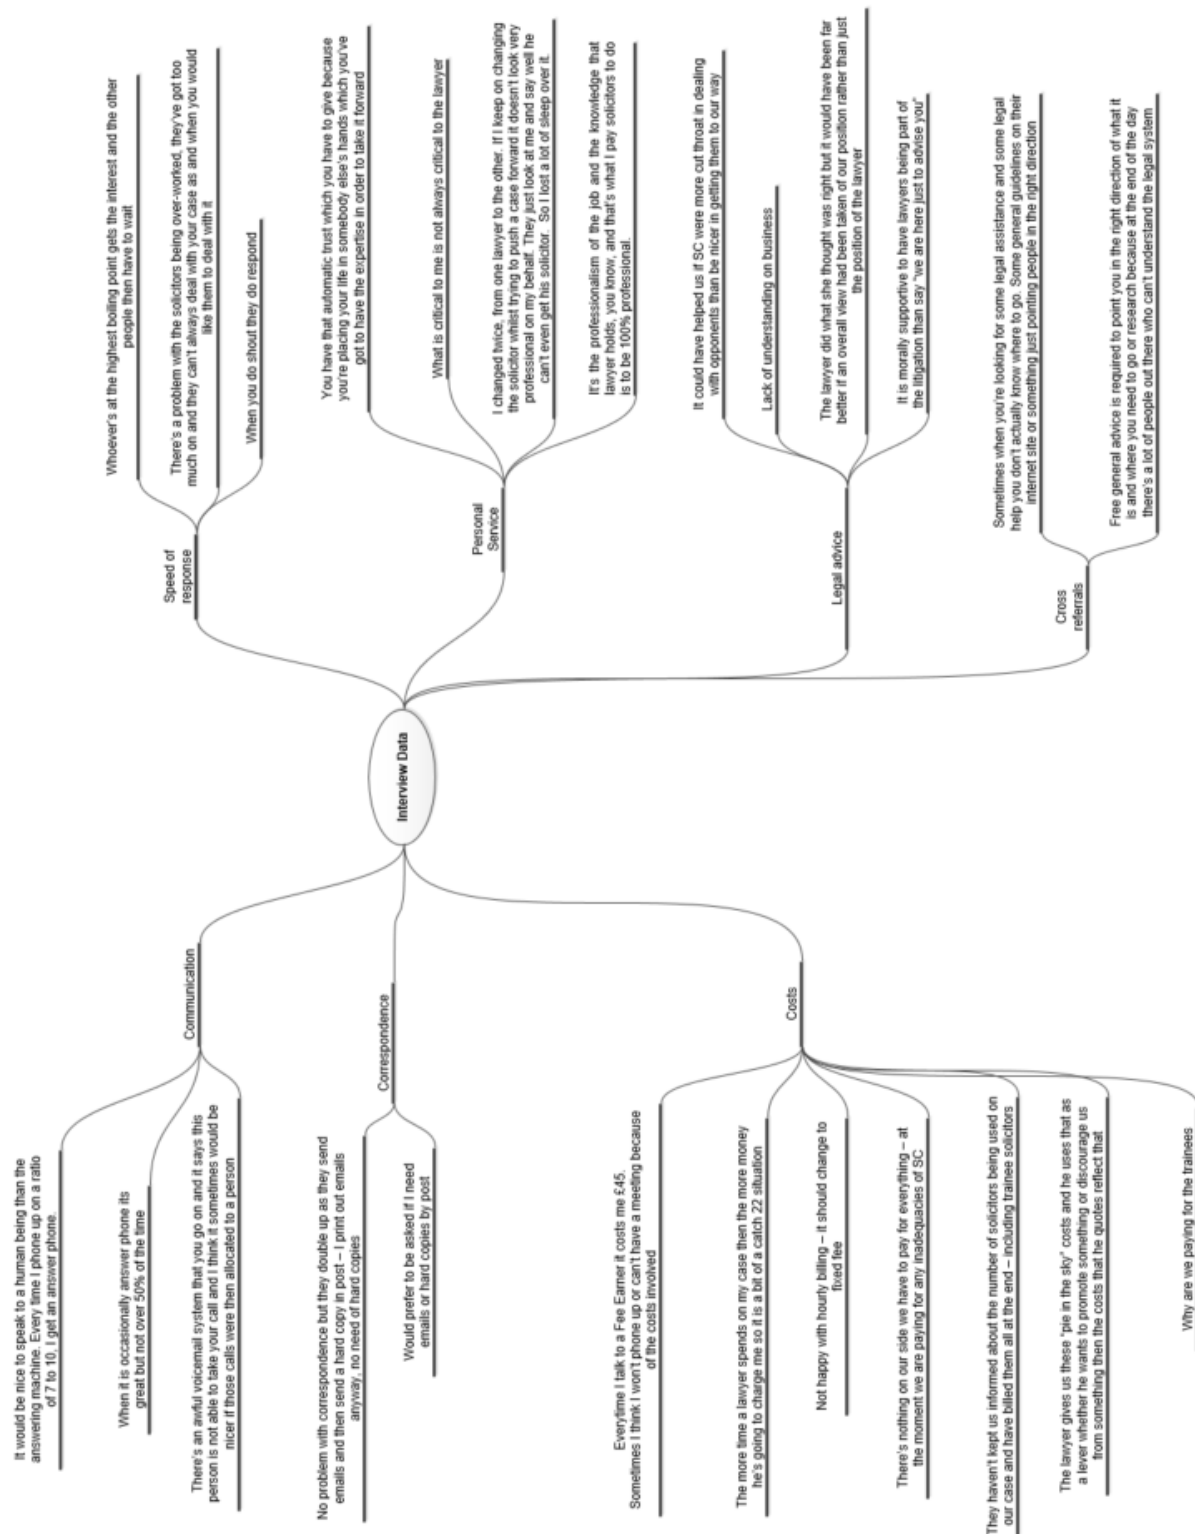 Interview Data
Communication
It would be nice to speak to a human being than the
answering machine. Every time I phone up on a ratio
of 7 to 10, I get an answer phone.
When it is occasionally answer phone its
great but not over 50% of the time
There's an awful voicemail system that you go on and it says this
person is not able to take your call and I think it sometimes would be
nicer if those calls were then allocated to a person
Correspondence
No problem with correspondence but they double up as they send
emails and then send a hard copy in post – I print out emails
anyway, no need of hard copies
Would prefer to be asked if I need
emails or hard copies by post
Costs
Everytime I talk to a Fee Earner it costs me £45.
Sometimes I think I won't phone up or can't have a meeting because
of the costs involved
The more time a lawyer spends on my case then the more money
he's going to charge me so it is a bit of a catch 22 situation
Not happy with hourly billing – it should change to
fixed fee
There's nothing on our side we have to pay for everything – at
the moment we are paying for any inadequacies of SC
They haven't kept us informed about the number of solicitors being used on
our case and have billed them all at the end – including trainee solicitors
The lawyer gives us these "pie in the sky" costs and he uses that as
a lever whether he wants to promote something or discourage us
from something then the costs that he quotes reflect that
Why are we paying for the trainees
Speed of
response
Whoever's at the highest boiling point gets the interest and the other
people then have to wait
There's a problem with the solicitors being over-worked, they've got too
much on and they can't always deal with your case as and when you would
like them to deal with it
When you do shout they do respond
Personal
Service
You have that automatic trust which you have to give because
you're placing your life in somebody else's hands which you've
got to have the expertise in order to take it forward
What is critical to me is not always critical to the lawyer
I changed twice, from one lawyer to the other. If I keep on changing
the solicitor whilst trying to push a case forward it doesn't look very
professional on my behalf. They just look at me and say well he
can't even get his solicitor. So I lost a lot of sleep over it.
It's the professionalism of the job and the knowledge that
lawyer holds, you know, and that's what I pay solicitors to do
is to be 100% professional.
Legal advice
It could have helped us if SC were more cut throat in dealing
with opponents than be nicer in getting them to our way
Lack of understanding on business
The lawyer did what she thought was right but it would have been far
better if an overall view had been taken of our position rather than just
the position of the lawyer
It is morally supportive to have lawyers being part of
the litigation than say "we are here just to advise you"
Cross
referrals
Sometimes when you're looking for some legal assistance and some legal
help you don't actually know where to go. Some general guidelines on their
internet site or something just pointing people in the right direction
Free general advice is required to point you in the right direction of what it
is and where you need to go or research because at the end of the day
there's a lot of people out there who can't understand the legal system